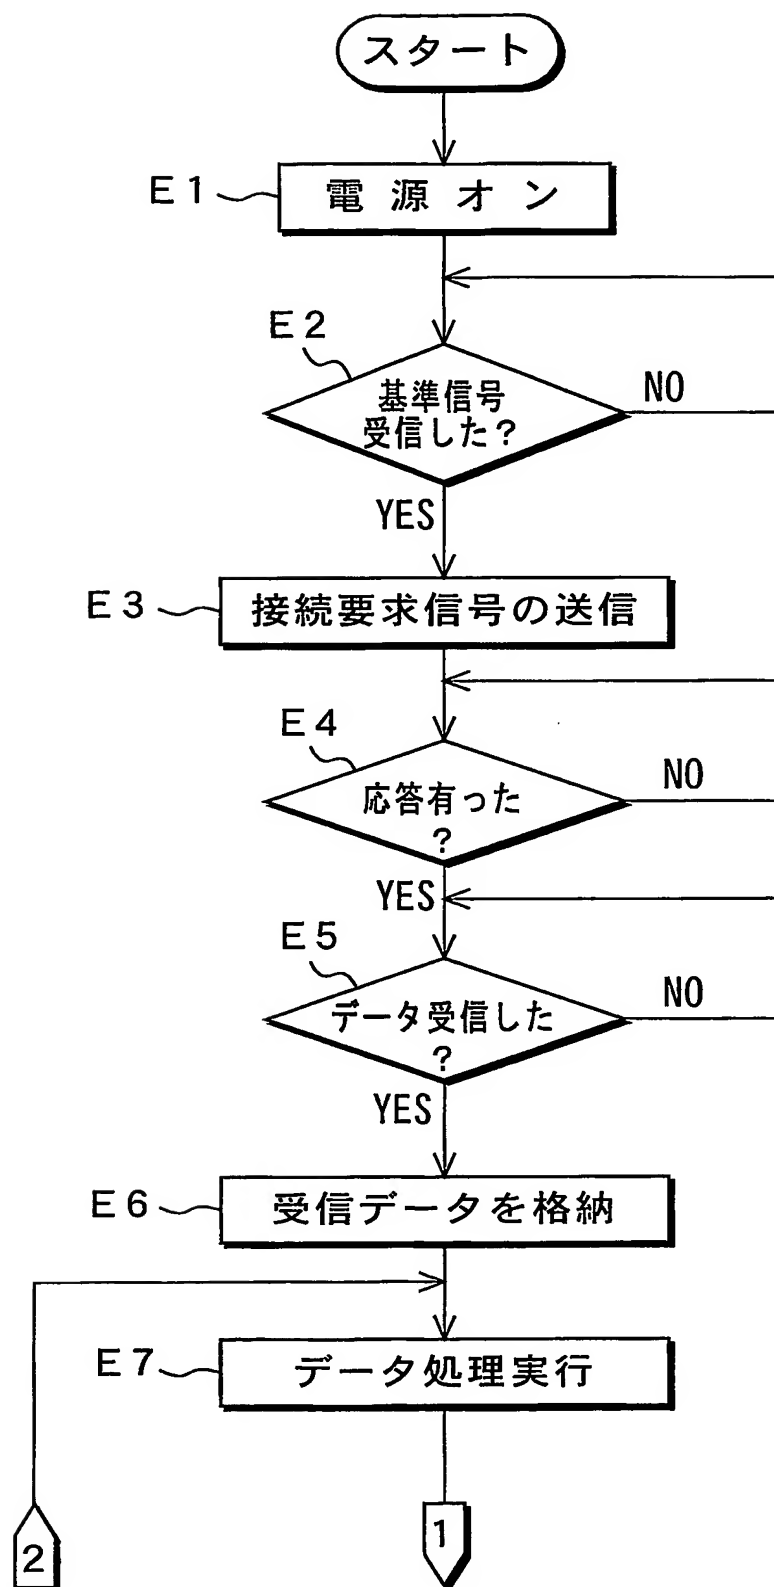 スタート
E1
電源オン
E2
基準信号
受信した?
NO
YES
E3
接続要求信号の送信
E4
応答有った
?
NO
YES
E5
データ受信した
?
NO
YES
E6
受信データを格納
E7
データ処理実行
2
1